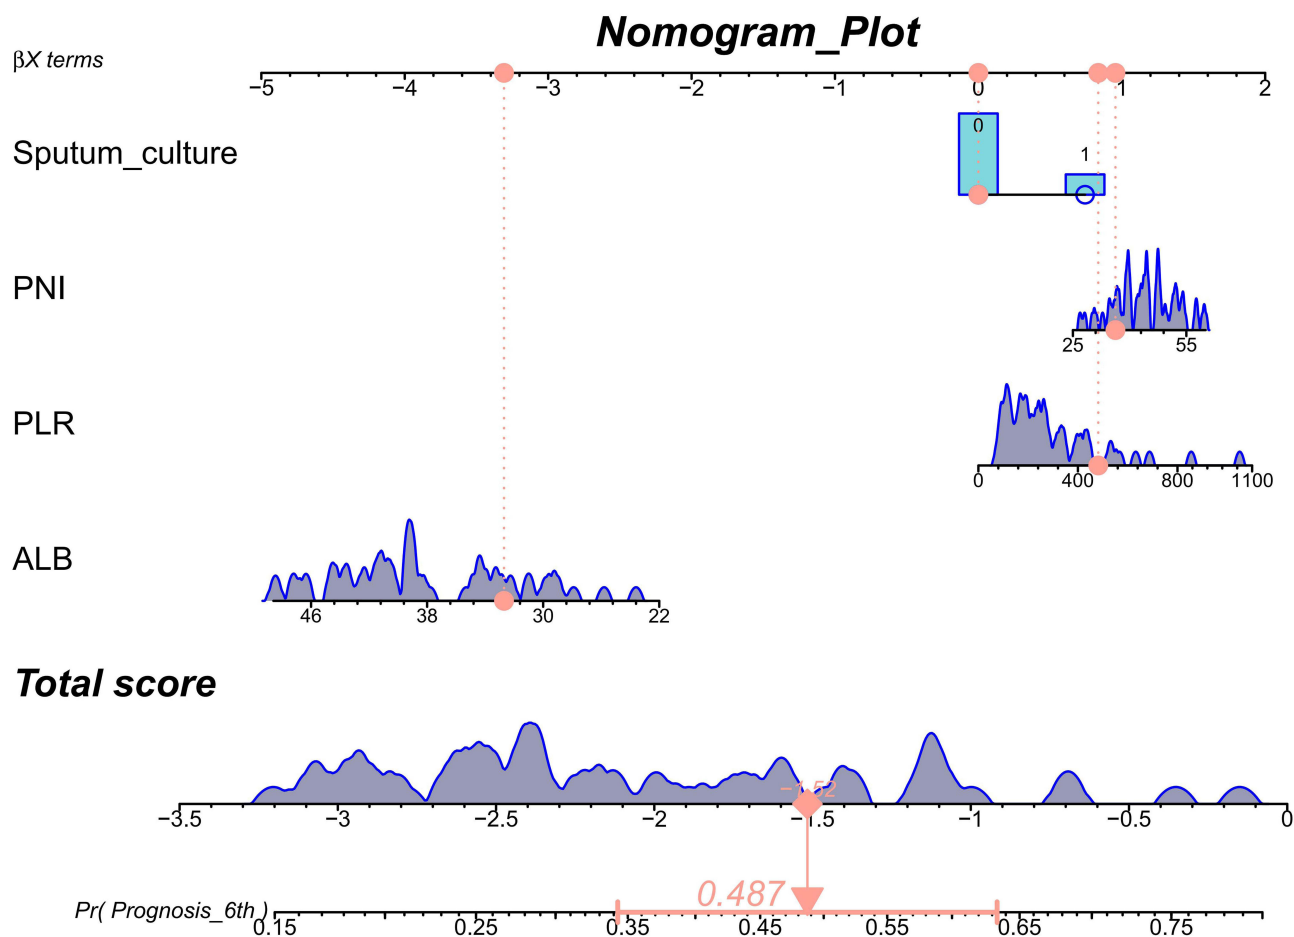 Nomogram_Plot
βX terms
−5 −4 −3 −2 −1 0 1 2
Sputum_culture
0
1
PNI
25 55
PLR
0 400 800 1100
ALB
46 38 30 22
Total score
−1.52
−3.5 −3 −2.5 −2 −1.5 −1 −0.5 0
0.487
Pr( Prognosis_6th )
0.15 0.25 0.35 0.45 0.55 0.65 0.75